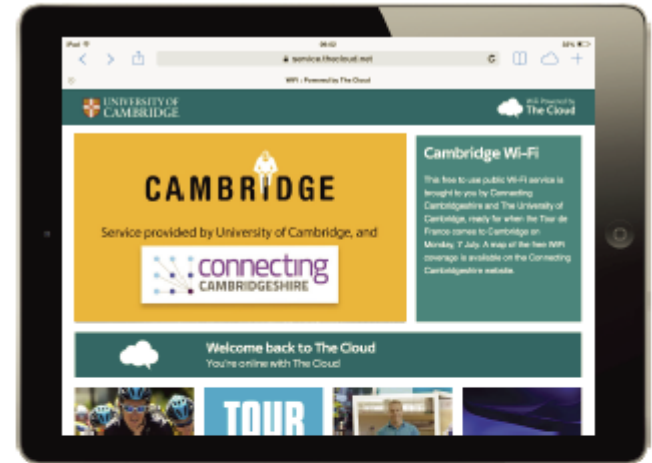 iPad
service.thecloud.net
WiFi - Powered by The Cloud
UNIVERSITY OF
CAMBRIDGE
WiFi Powered by
The Cloud
CAMBRIDGE
Service provided by University of Cambridge, and
connecting
CAMBRIDGESHIRE
Cambridge Wi-Fi
This free to use public Wi-Fi service is
brought to you by Connecting
Cambridgeshire and The University of
Cambridge, ready for when the Tour de
France comes to Cambridge on
Monday, 7 July. A map of the free WiFi
coverage is available on the Connecting
Cambridgeshire website.
Welcome back to The Cloud
You're online with The Cloud
TOUR